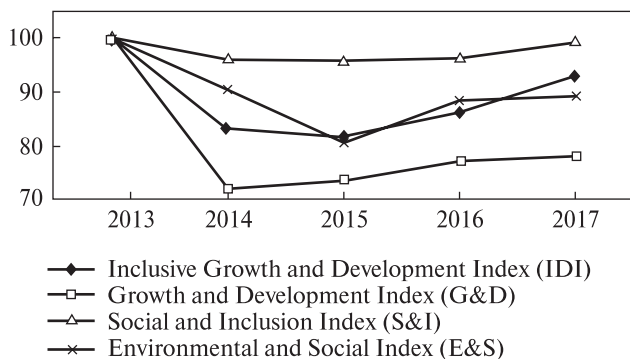 100
90
80
70
2013 2014 2015 2016 2017
Inclusive Growth and Development Index (IDI)
Growth and Development Index (G&D)
Social and Inclusion Index (S&I)
Environmental and Social Index (E&S)